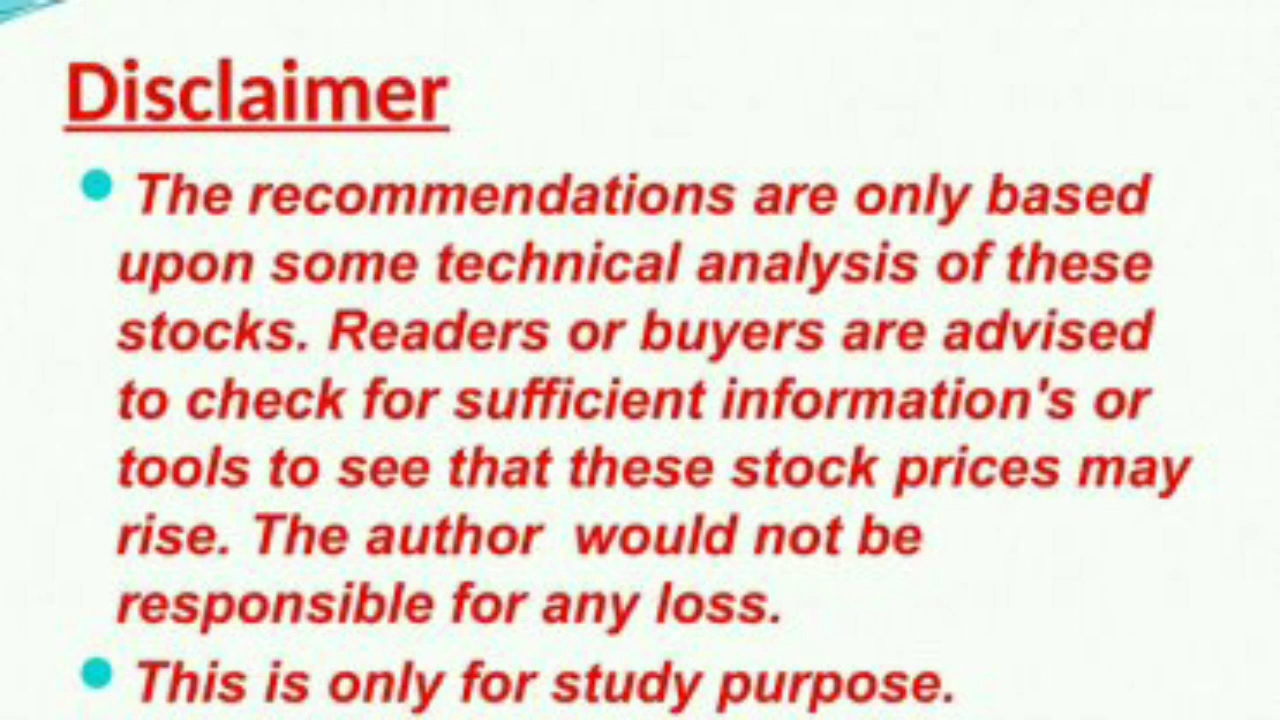 Disclaimer
The recommendations are only based
upon some technical analysis of these
stocks. Readers or buyers are advised
to check for sufficient information's or
tools to see that these stock prices may
rise. The author  would not be
responsible for any loss.
This is only for study purpose.